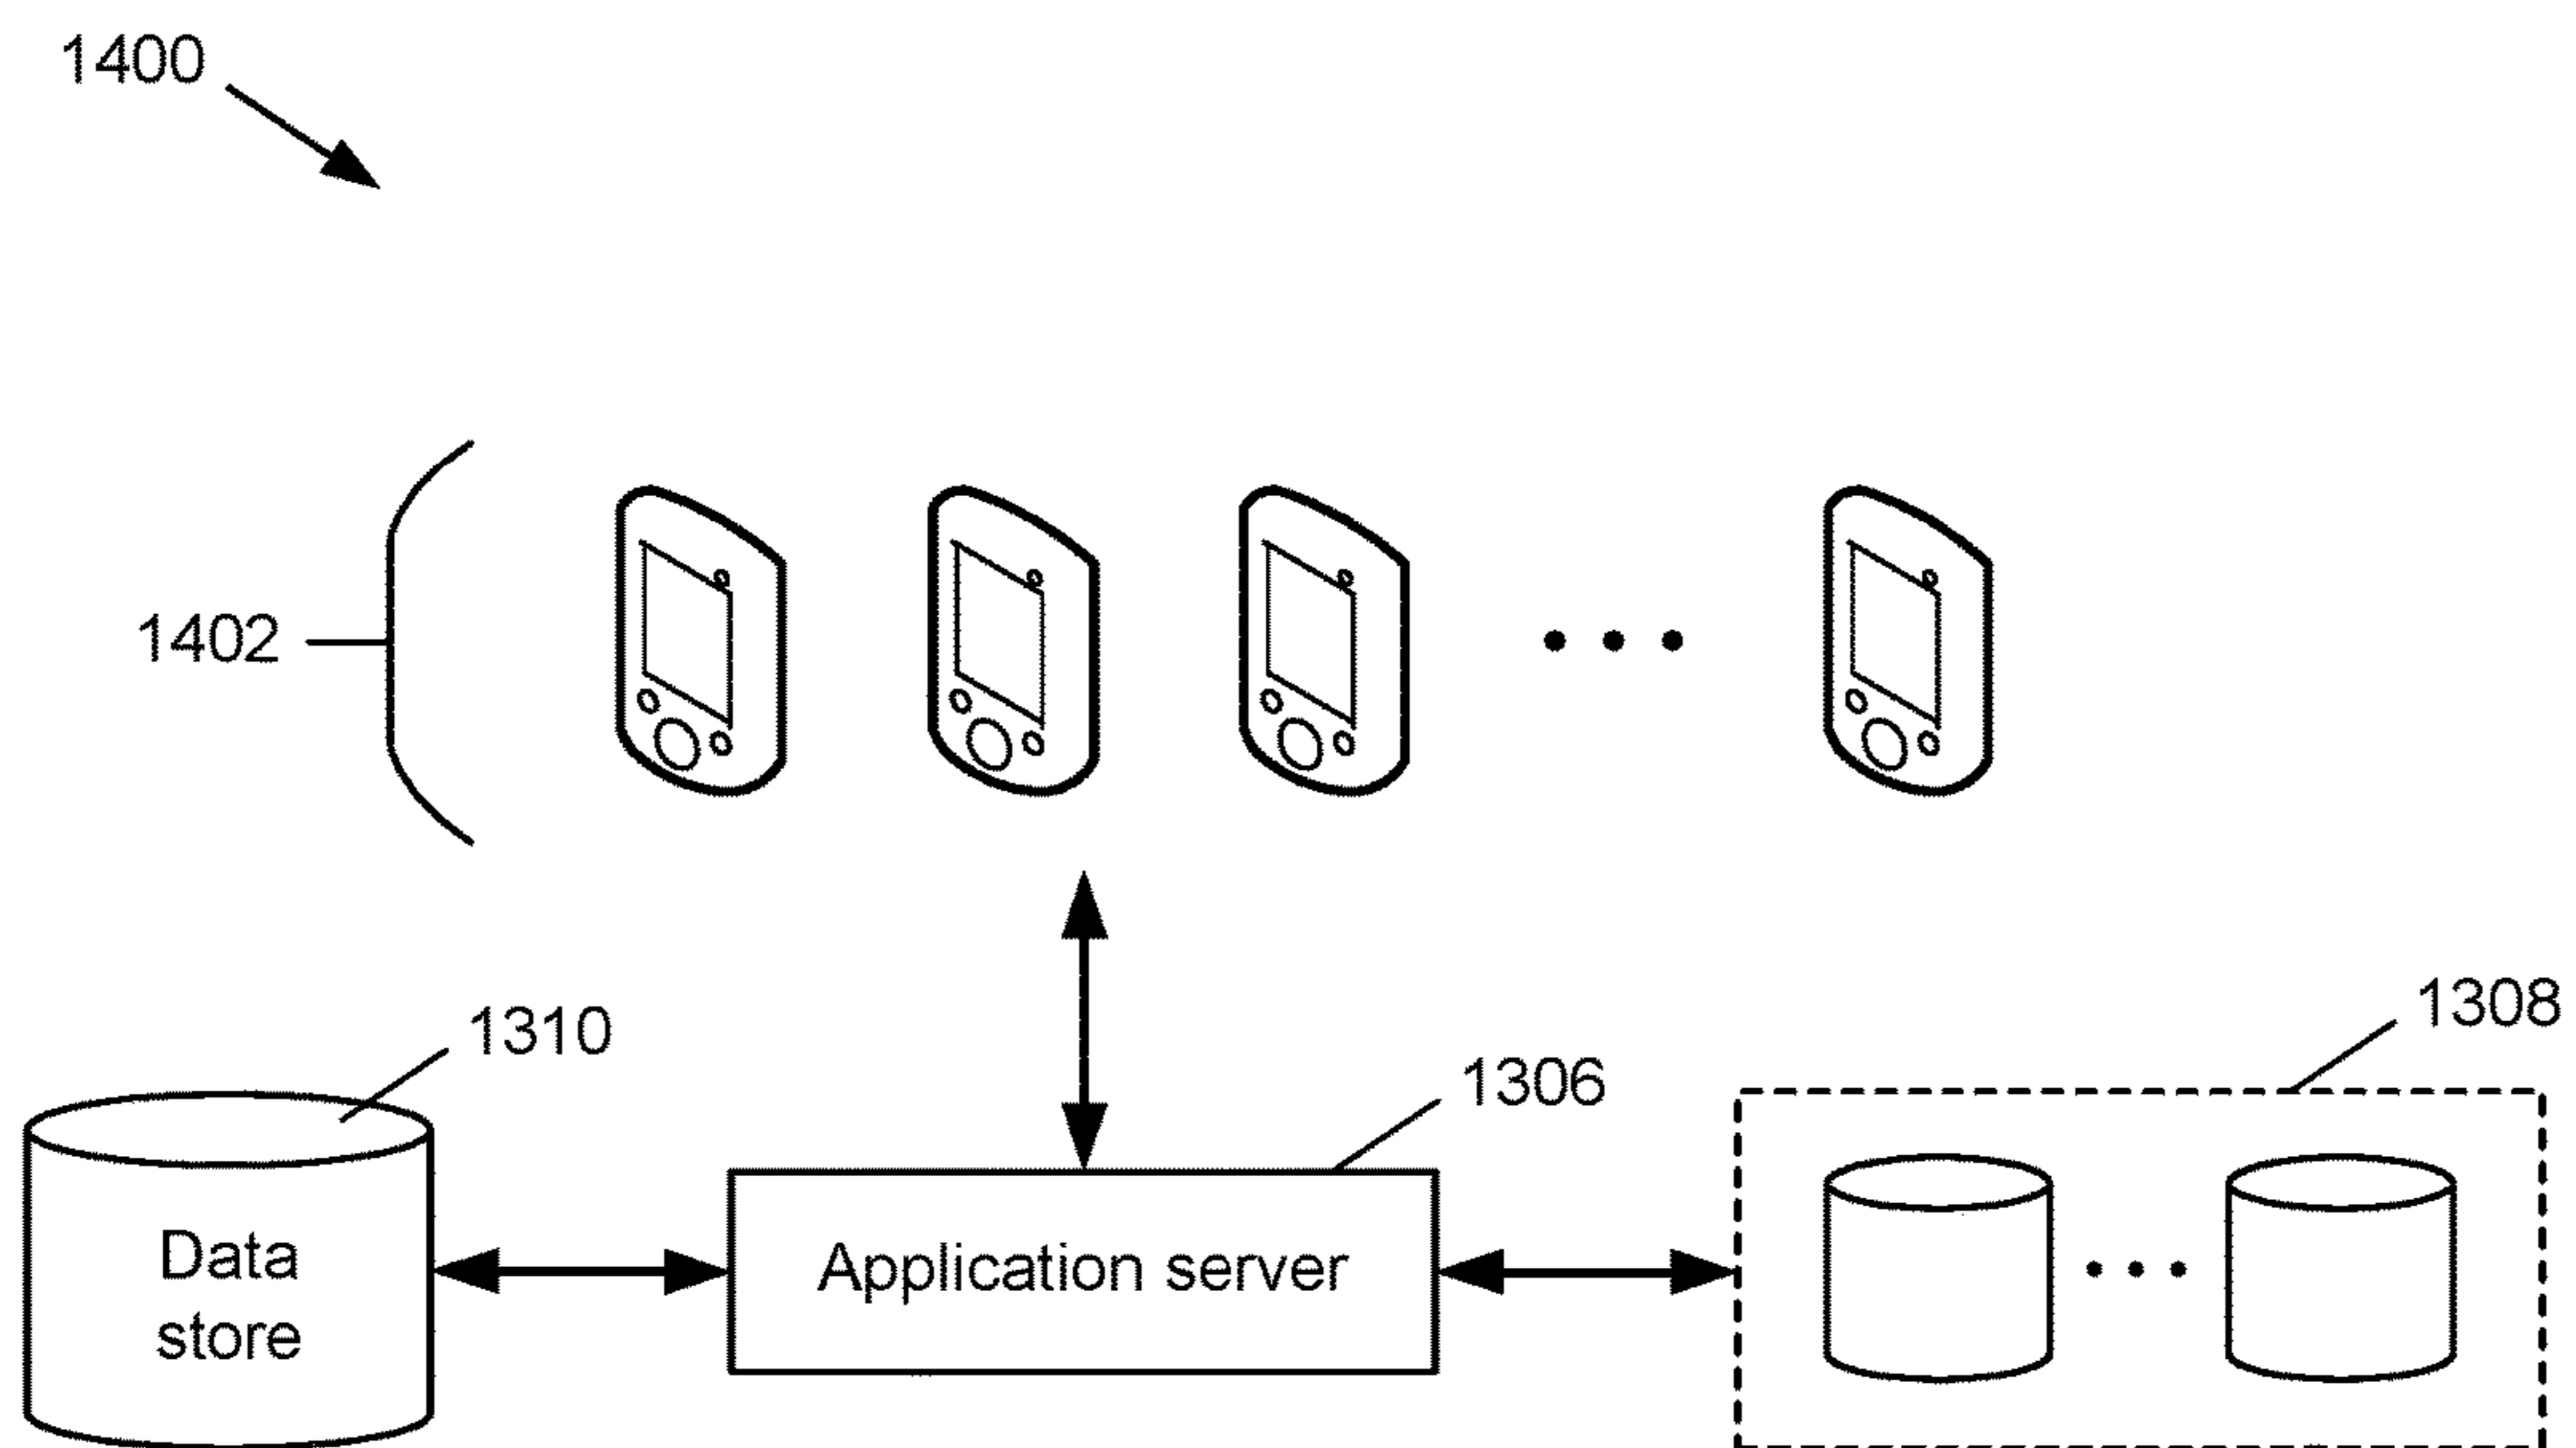 1400
1402
1310
1308
1306
Data
store
Application server